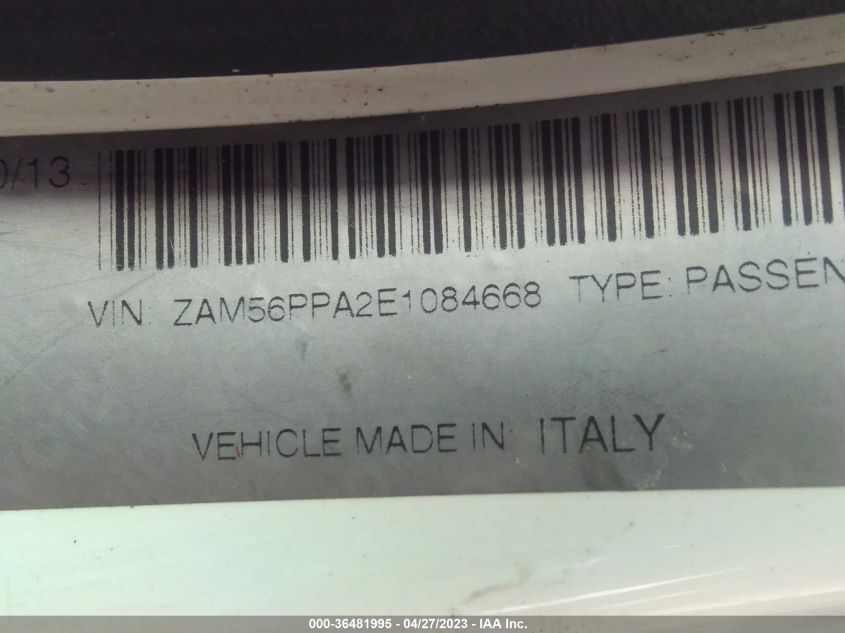 0/13
VIN: ZAM56PPA2E1084668 TYPE: PASSEN
VEHICLE MADE IN: ITALY
000-36481995 - 04/27/2023 - IAA Inc.